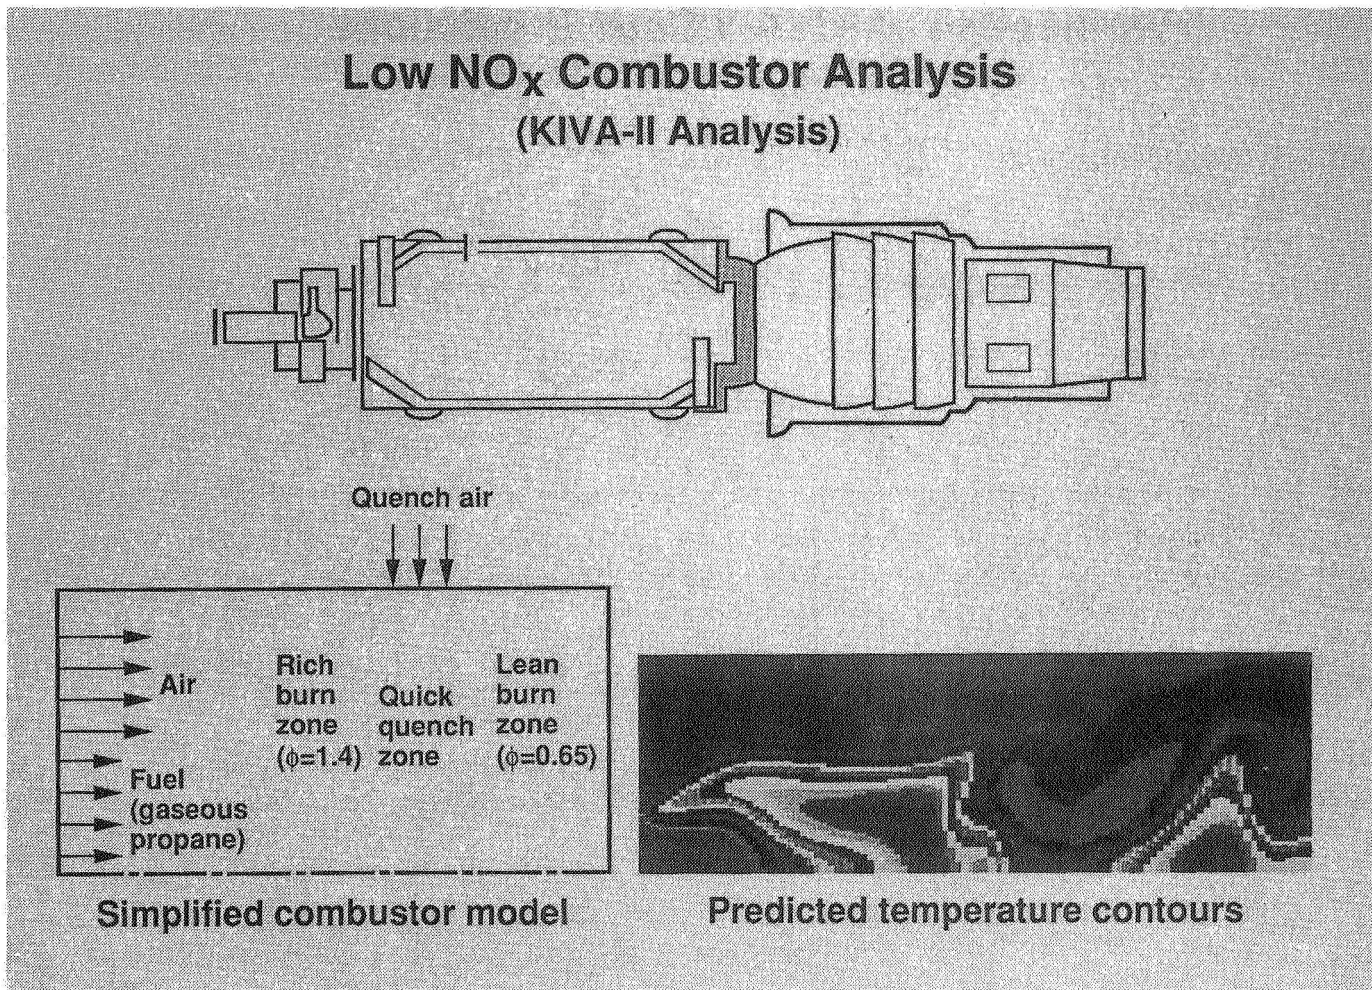 Low NOx Combustor Analysis
(KIVA-II Analysis)
Quench air
Air
Rich
burn
zone
(ϕ=1.4)
Quick
quench
zone
Lean
burn
zone
(ϕ=0.65)
Fuel
(gaseous
propane)
Simplified combustor model
Predicted temperature contours